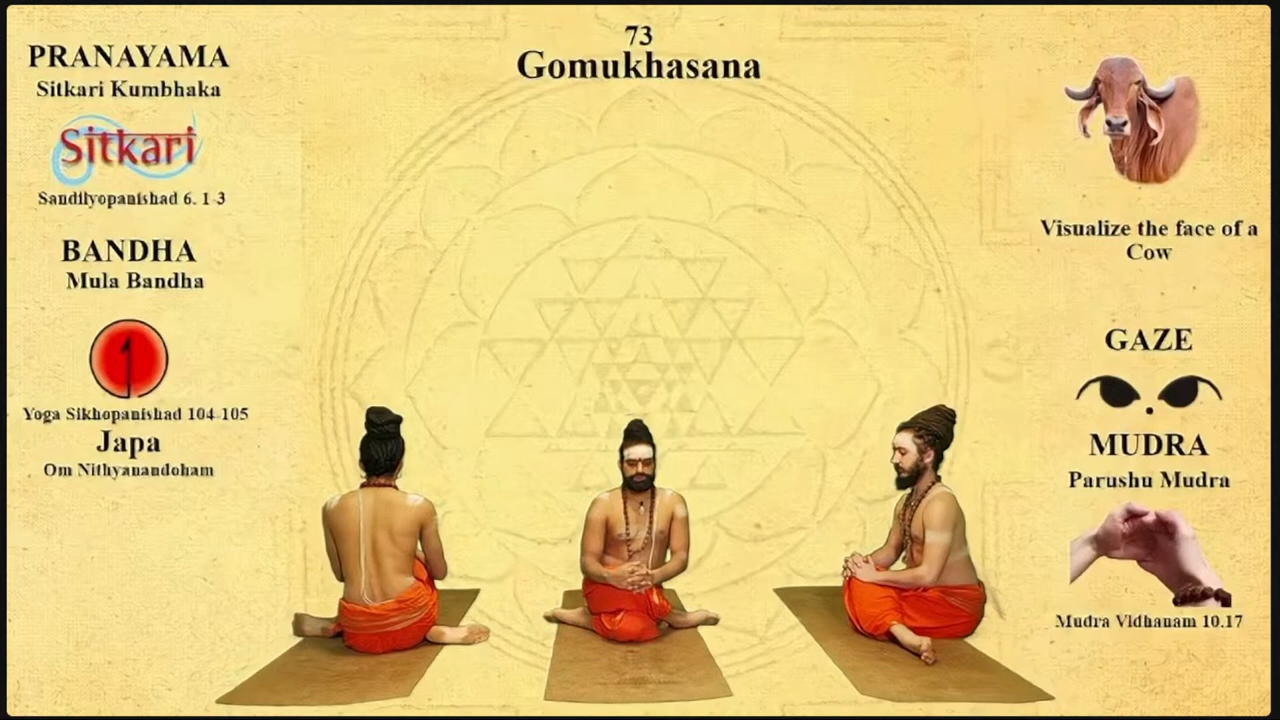 73
Gomukhasana
PRANAYAMA
Sitkari Kumbhaka
Sitkari
Sandilyopanishad 6. 1-3
BANDHA
Mula Bandha
Yoga Sikhopanishad 104-105
Japa
Om Nithyanandoham
Visualize the face of a
Cow
GAZE
MUDRA
Parushu Mudra
Mudra Vidhanam 10.17